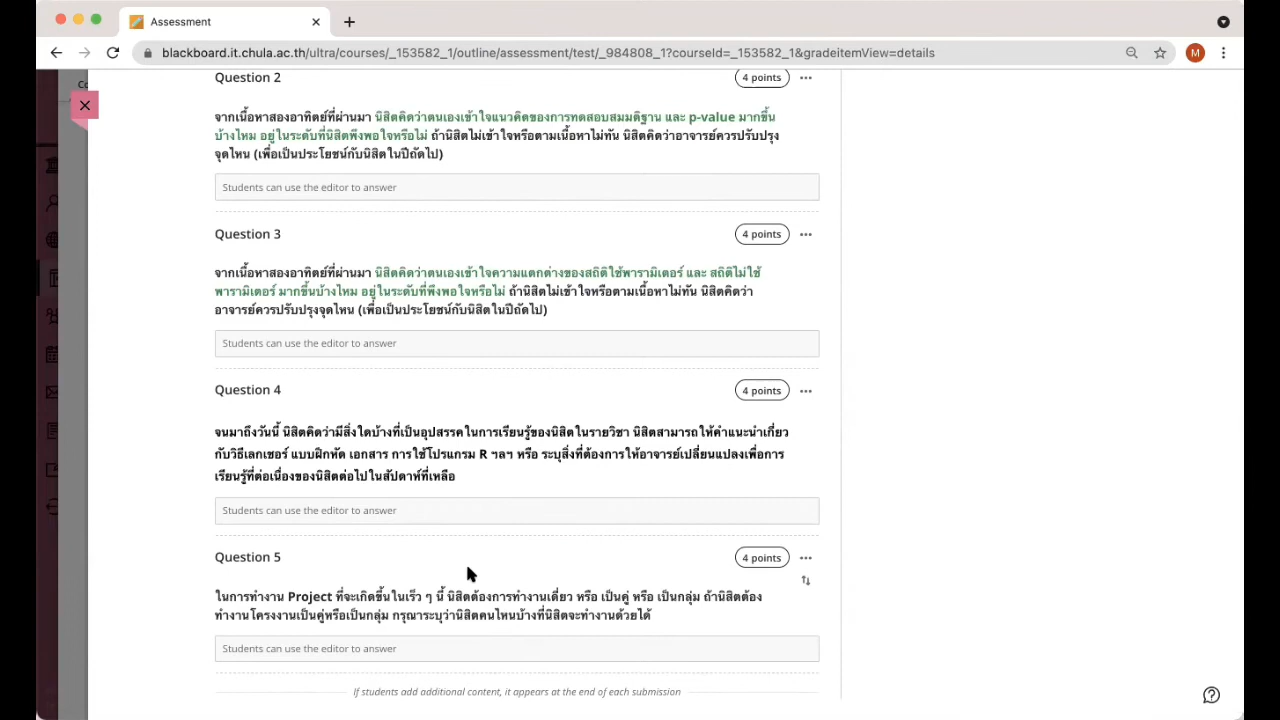 Assessment
blackboard.it.chula.ac.th/ultra/courses/_153582_1/outline/assessment/test/_984808_1?courseId=_153582_1&gradeitemView=details
M
Question 2
4 points
จากเนื้อหาสองอาทิตย์ที่ผ่านมา นิสิตคิดว่าตนเองเข้าใจแนวคิดของการทดสอบสมมติฐาน และ p-value มากขึ้น
บ้างไหม อยู่ในระดับที่นิสิตพึงพอใจหรือไม่ ถ้านิสิตไม่เข้าใจหรือตามเนื้อหาไม่ทัน นิสิตคิดว่าอาจารย์ควรปรับปรุง
จุดไหน (เพื่อเป็นประโยชน์กับนิสิตในปีถัดไป)
Students can use the editor to answer
Question 3
4 points
จากเนื้อหาสองอาทิตย์ที่ผ่านมา นิสิตคิดว่าตนเองเข้าใจความแตกต่างของสถิติใช้พารามิเตอร์ และ สถิติไม่ใช้
พารามิเตอร์ มากขึ้นบ้างไหม อยู่ในระดับที่พึงพอใจหรือไม่ ถ้านิสิตไม่เข้าใจหรือตามเนื้อหาไม่ทัน นิสิตคิดว่า
อาจารย์ควรปรับปรุงจุดไหน (เพื่อเป็นประโยชน์กับนิสิตในปีถัดไป)
Students can use the editor to answer
Question 4
4 points
จนมาถึงวันนี้ นิสิตคิดว่ามีสิ่งใดบ้างที่เป็นอุปสรรคในการเรียนรู้ของนิสิตในรายวิชา นิสิตสามารถให้คำแนะนำเกี่ยว
กับวิธีเลกเชอร์ แบบฝึกหัด เอกสาร การใช้โปรแกรม R ฯลฯ หรือ ระบุสิ่งที่ต้องการให้อาจารย์เปลี่ยนแปลงเพื่อการ
เรียนรู้ที่ต่อเนื่องของนิสิตต่อไปในสัปดาห์ที่เหลือ
Students can use the editor to answer
Question 5
4 points
ในการทำงาน Project ที่จะเกิดขึ้นในเร็ว ๆ นี้ นิสิตต้องการทำงานเดี่ยว หรือ เป็นคู่ หรือ เป็นกลุ่ม ถ้านิสิตต้อง
ทำงานโครงงานเป็นคู่หรือเป็นกลุ่ม กรุณาระบุว่านิสิตคนไหนบ้างที่นิสิตจะทำงานด้วยได้
Students can use the editor to answer
If students add additional content, it appears at the end of each submission